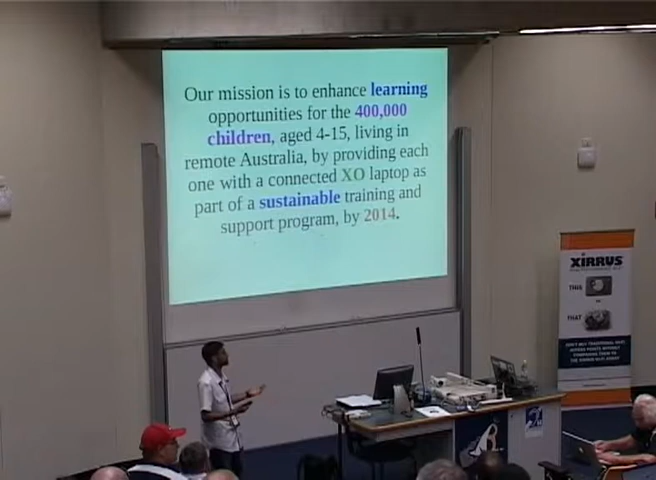 Our mission is to enhance learning
opportunities for the 400,000
children, aged 4-15, living in
remote Australia, by providing each
one with a connected XO laptop as
part of a sustainable training and
support program, by 2014.
XIRRUS
THIS
THAT